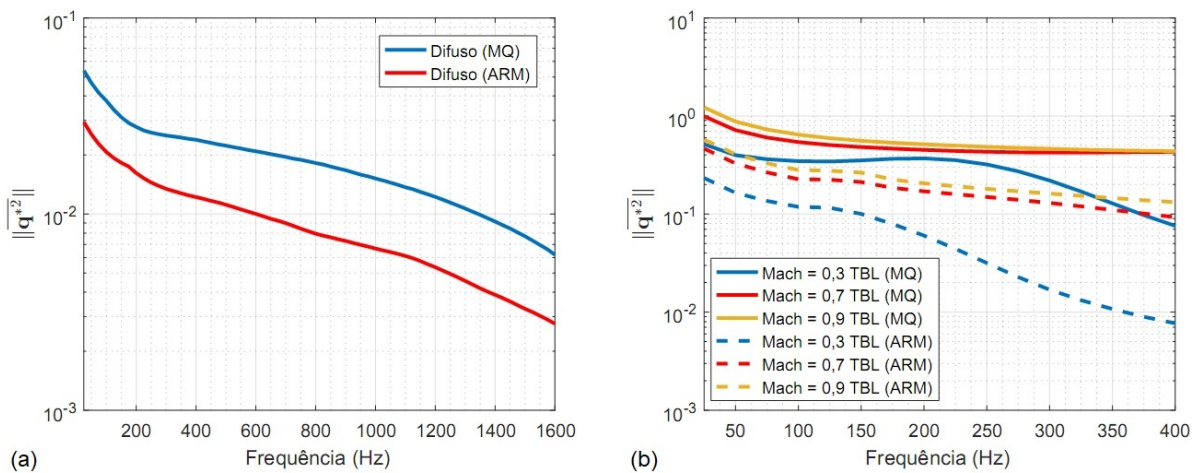 10^{-1}
10^{-2}
10^{-3}
||\overline{q^{*2}}||
Difuso (MQ)
Difuso (ARM)
200 400 600 800 1000 1200 1400 1600
Frequência (Hz)
(a)
10^{1}
10^{0}
10^{-1}
10^{-2}
10^{-3}
||\overline{q^{*2}}||
Mach = 0,3 TBL (MQ)
Mach = 0,7 TBL (MQ)
Mach = 0,9 TBL (MQ)
Mach = 0,3 TBL (ARM)
Mach = 0,7 TBL (ARM)
Mach = 0,9 TBL (ARM)
50 100 150 200 250 300 350 400
Frequência (Hz)
(b)